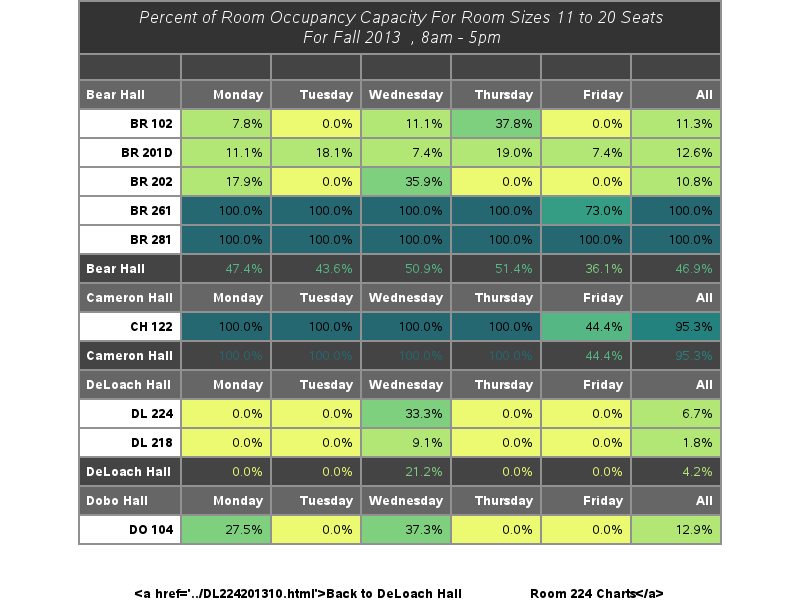 Percent of Room Occupancy Capacity For Room Sizes 11 to 20 Seats
For Fall 2013 , 8am - 5pm
Bear Hall Monday Tuesday Wednesday Thursday Friday All
BR 102 7.8% 0.0% 11.1% 37.8% 0.0% 11.3%
BR 201D 11.1% 18.1% 7.4% 19.0% 7.4% 12.6%
BR 202 17.9% 0.0% 35.9% 0.0% 0.0% 10.8%
BR 261 100.0% 100.0% 100.0% 100.0% 73.0% 100.0%
BR 281 100.0% 100.0% 100.0% 100.0% 100.0% 100.0%
Bear Hall 47.4% 43.6% 50.9% 51.4% 36.1% 46.9%
Cameron Hall Monday Tuesday Wednesday Thursday Friday All
CH 122 100.0% 100.0% 100.0% 100.0% 44.4% 95.3%
Cameron Hall 100.0% 100.0% 100.0% 100.0% 44.4% 95.3%
DeLoach Hall Monday Tuesday Wednesday Thursday Friday All
DL 224 0.0% 0.0% 33.3% 0.0% 0.0% 6.7%
DL 218 0.0% 0.0% 9.1% 0.0% 0.0% 1.8%
DeLoach Hall 0.0% 0.0% 21.2% 0.0% 0.0% 4.2%
Dobo Hall Monday Tuesday Wednesday Thursday Friday All
DO 104 27.5% 0.0% 37.3% 0.0% 0.0% 12.9%
<a href='../DL224201310.html'>Back to DeLoach Hall Room 224 Charts</a>